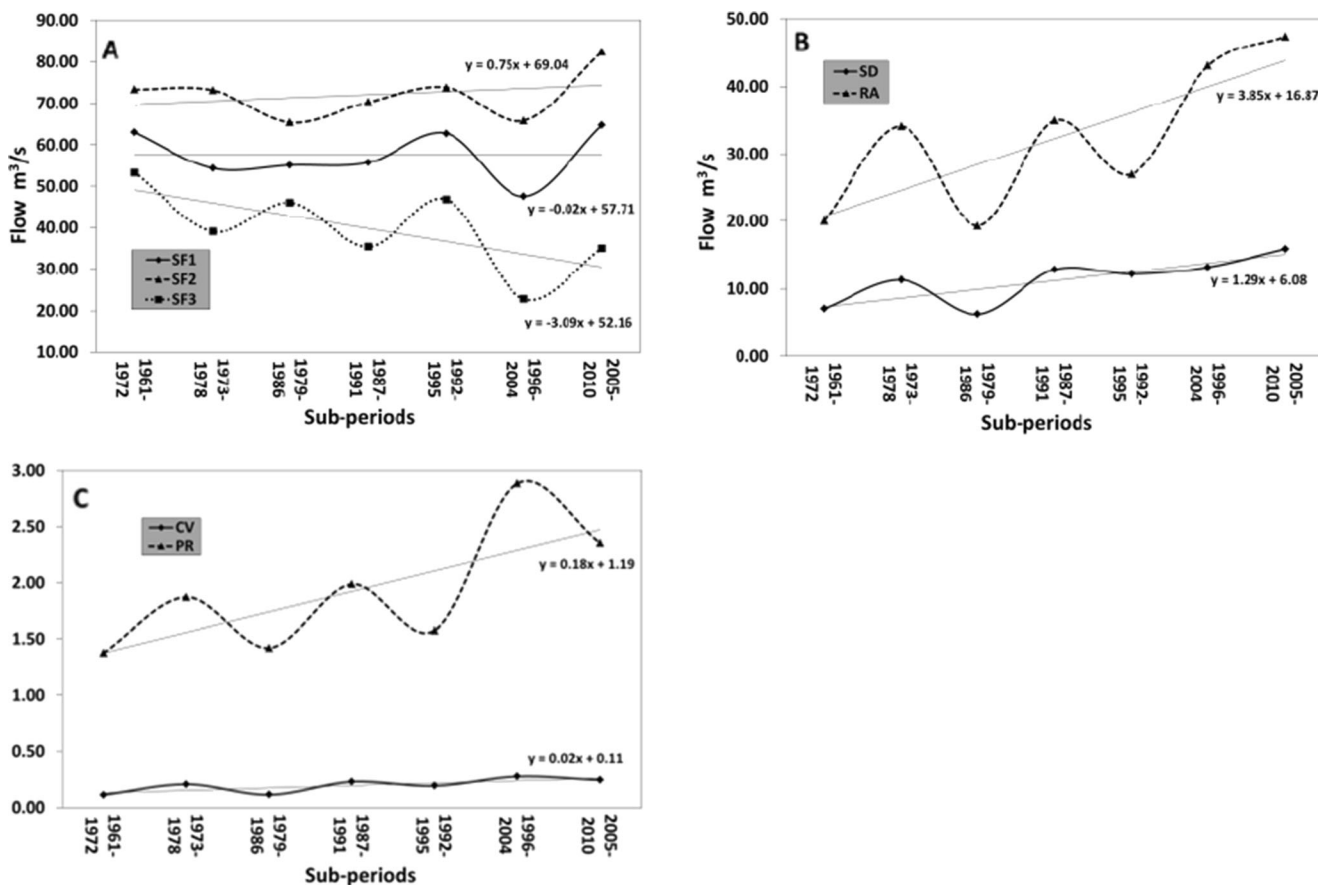 A
Flow m³/s
90.00
80.00
70.00
60.00
50.00
40.00
30.00
20.00
10.00
y = 0.75x + 69.04
y = -0.02x + 57.71
y = -3.09x + 52.16
SF1
SF2
SF3
1961-1972
1973-1978
1979-1986
1987-1991
1992-1995
1996-2004
2005-2010
Sub-periods
B
Flow m³/s
50.00
40.00
30.00
20.00
10.00
0.00
SD
RA
y = 3.85x + 16.87
y = 1.29x + 6.08
1961-1972
1973-1978
1979-1986
1987-1991
1992-1995
1996-2004
2005-2010
Sub-periods
C
3.00
2.50
2.00
1.50
1.00
0.50
0.00
CV
PR
y = 0.18x + 1.19
y = 0.02x + 0.11
1961-1972
1973-1978
1979-1986
1987-1991
1992-1995
1996-2004
2005-2010
Sub-periods